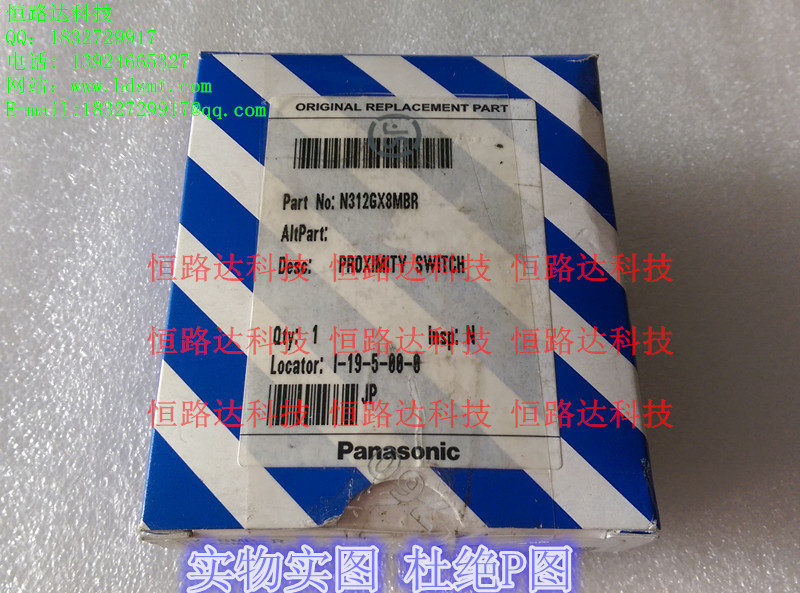 恒路达科技
QQ: 1832729917
电话: 13924665327
网站: www.hdsmt.com
E-mail:1832729917@qq.com
ORIGINAL REPLACEMENT PART
Part No: N312GX8MBR
AltPart:
恒路达科技 恒路达科技 恒路达科技
Desc: PROXIMITY SWITCH
恒路达科技 恒路达科技 恒路达科技
Qty: 1 Insp: N
Locator: I-19-5-00-0
JP
恒路达科技 恒路达科技 恒路达科技
Panasonic
实物实图 杜绝P图